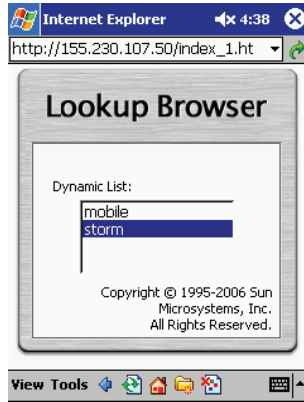 Internet Explorer 4:38
http://155.230.107.50/index_1.ht
Lookup Browser
Dynamic List:
mobile
storm
Copyright © 1995-2006 Sun
Microsystems, Inc.
All Rights Reserved.
View Tools